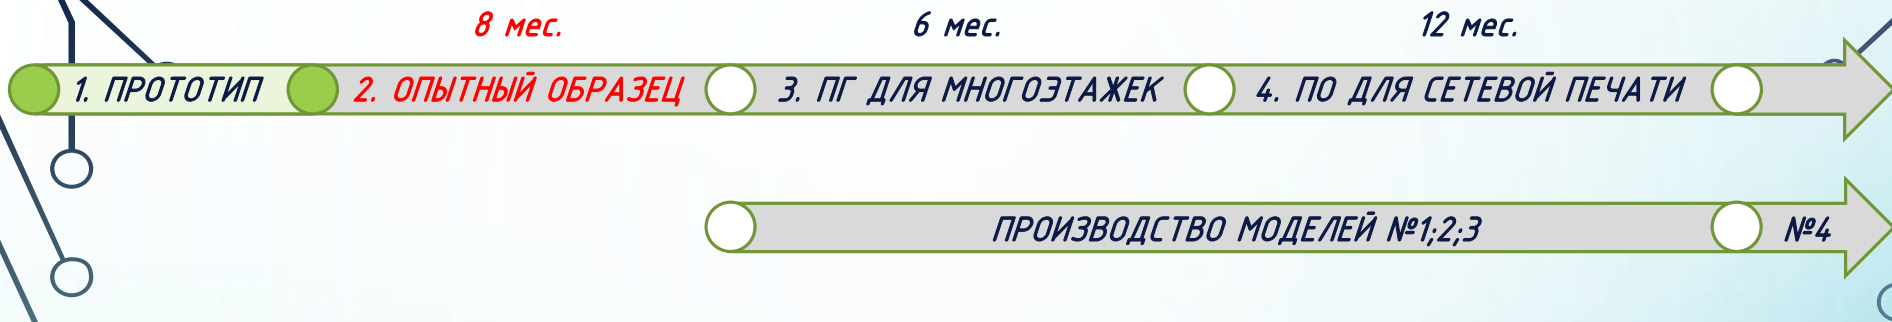 8 мес. 6 мес. 12 мес.
1. ПРОТОТИП 2. ОПЫТНЫЙ ОБРАЗЕЦ 3. ПГ ДЛЯ МНОГОЭТАЖЕК 4. ПО ДЛЯ СЕТЕВОЙ ПЕЧАТИ
ПРОИЗВОДСТВО МОДЕЛЕЙ №1;2;3 №4